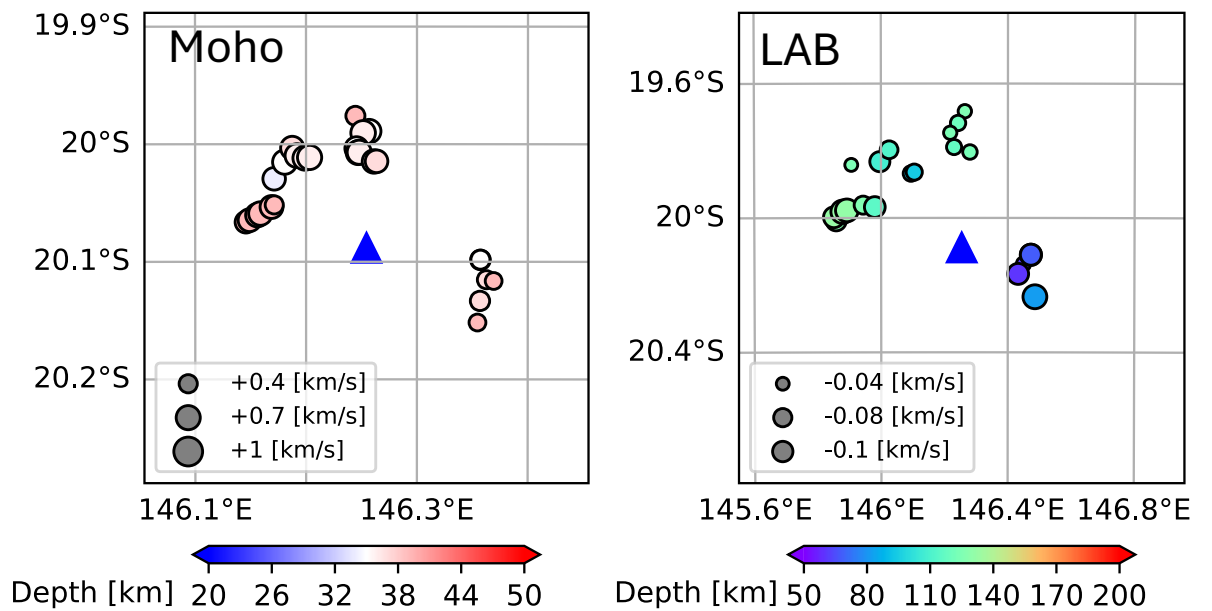 Moho
19.9°S
20°S
20.1°S
20.2°S
+0.4 [km/s]
+0.7 [km/s]
+1 [km/s]
146.1°E 146.3°E
Depth [km] 20 26 32 38 44 50
LAB
19.6°S
20°S
20.4°S
-0.04 [km/s]
-0.08 [km/s]
-0.1 [km/s]
145.6°E 146°E 146.4°E 146.8°E
Depth [km] 50 80 110 140 170 200